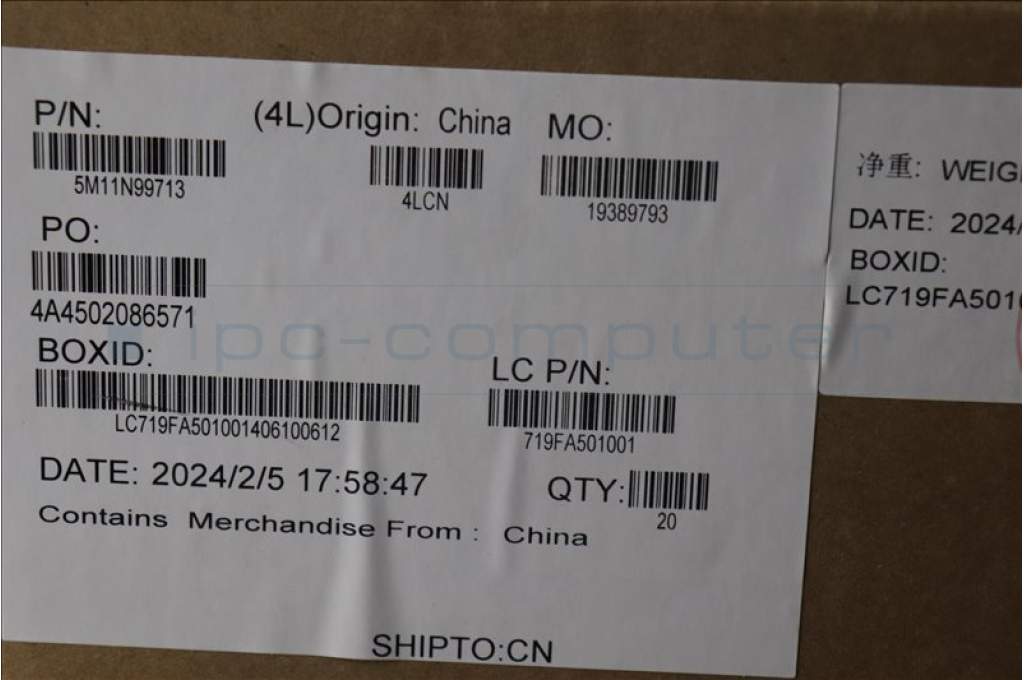 P/N:
(4L)Origin: China
MO:
5M11N99713
4LCN
19389793
PO:
4A4502086571
BOXID:
LC719FA501001406100612
LC P/N:
719FA501001
DATE: 2024/2/5 17:58:47
QTY:
20
Contains Merchandise From : China
SHIPTO:CN
净重: WEIG
DATE: 2024/
BOXID:
LC719FA501
ipc-computer